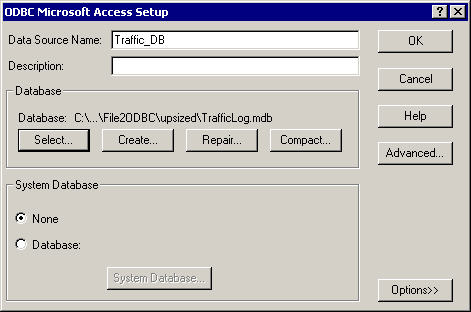 ODBC Microsoft Access Setup
Data Source Name: Traffic_DB
OK
Description:
Cancel
Database
Database: C:\...\File2ODBC\upsized\TrafficLog.mdb
Help
Select... Create... Repair... Compact...
Advanced...
System Database
None
Database:
System Database...
Options>>